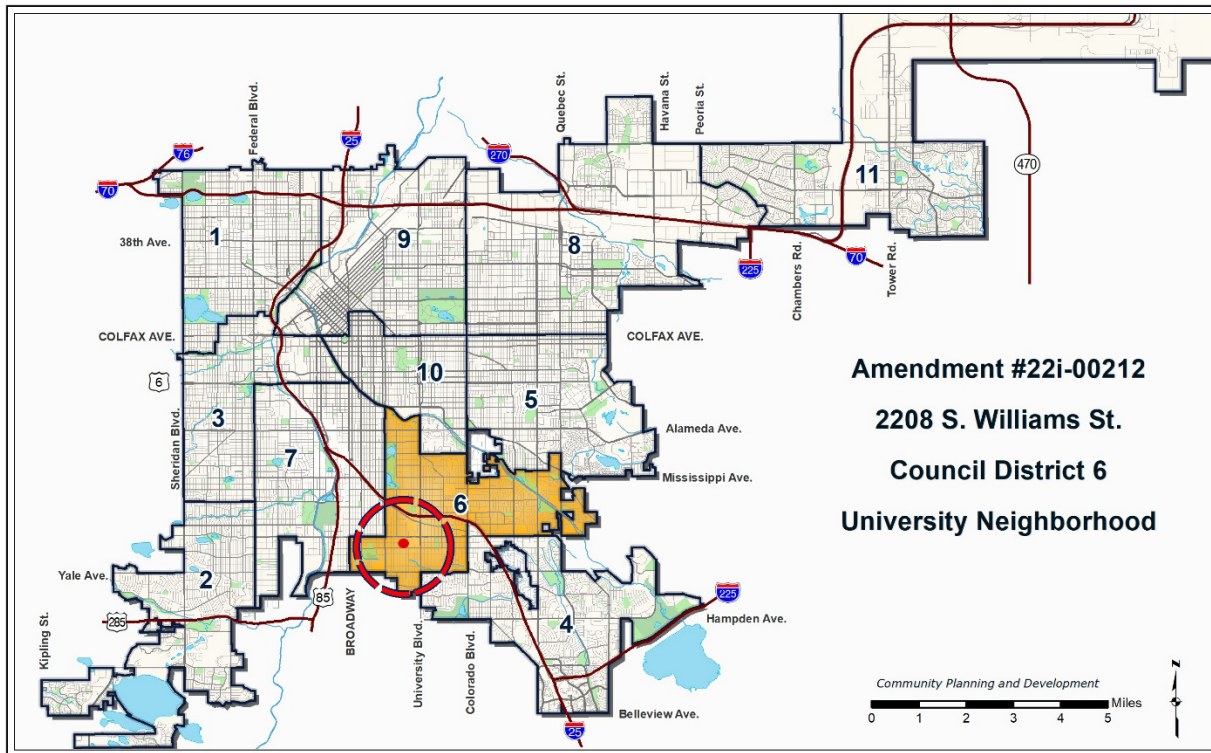 Federal Blvd.
25
76
70
270
Quebec St.
Havana St.
Peoria St.
470
11
1
9
8
38th Ave.
225
Chambers Rd.
70
Tower Rd.
COLFAX AVE.
COLFAX AVE.
6
10
5
3
Sheridan Blvd.
7
Alameda Ave.
Mississippi Ave.
6
Amendment #22i-00212
2208 S. Williams St.
Council District 6
University Neighborhood
Yale Ave.
2
85
285
BROADWAY
University Blvd.
Colorado Blvd.
4
225
Hampden Ave.
Kipling St.
Belleview Ave.
25
Community Planning and Development
0 1 2 3 4 5 Miles
N